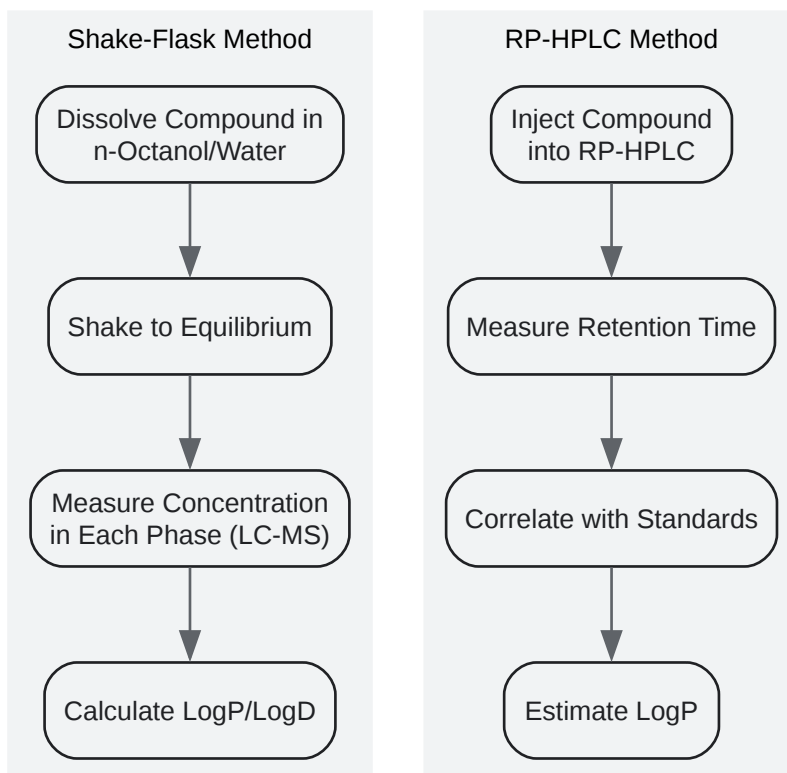 Shake-Flask Method
Dissolve Compound in
n-Octanol/Water
Shake to Equilibrium
Measure Concentration
in Each Phase (LC-MS)
Calculate LogP/LogD
RP-HPLC Method
Inject Compound
into RP-HPLC
Measure Retention Time
Correlate with Standards
Estimate LogP